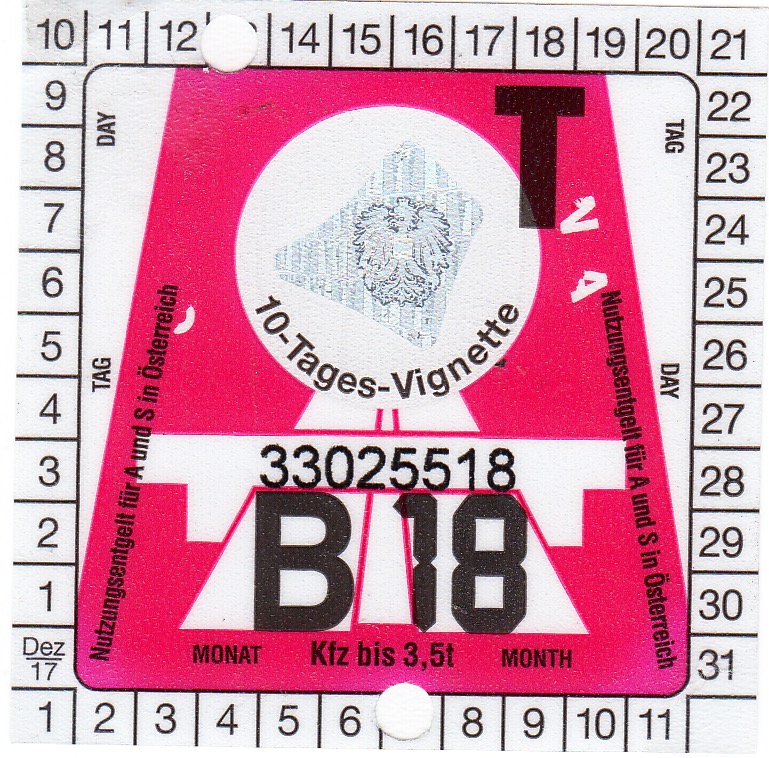 10 11 12 14 15 16 17 18 19 20 21
9
8
7
6
5
4
3
2
1
Dez
17
22
23
24
25
26
27
28
29
30
31
DAY
TAG
TAG
DAY
T
V
A
Nutzungsentgelt für A und S in Österreich
Nutzungsentgelt für A und S in Österreich
10-Tages-Vignette
33025518
B 18
MONAT Kfz bis 3,5t MONTH
1 2 3 4 5 6 8 9 10 11